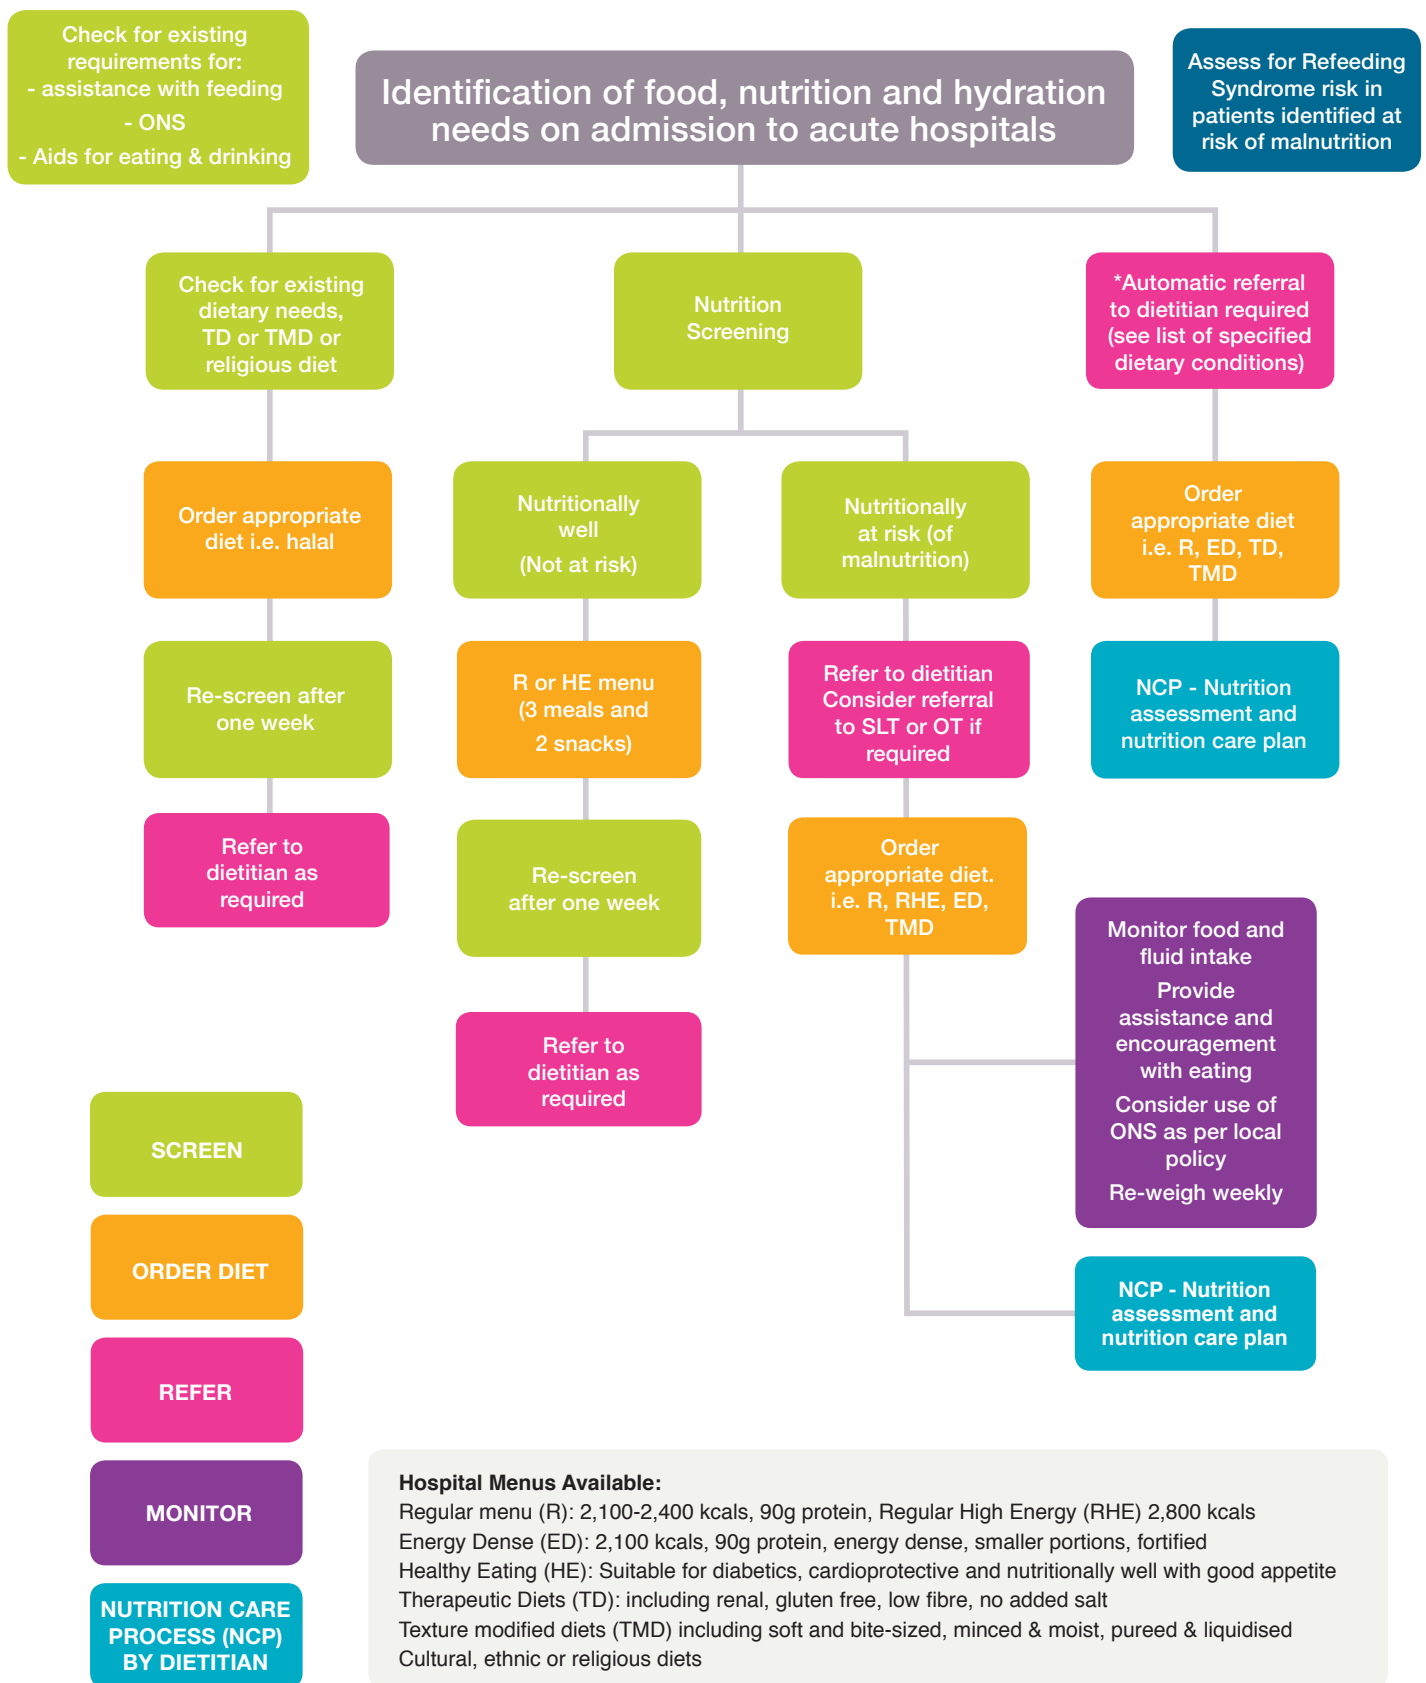 Check for existing
requirements for:
- assistance with feeding
- ONS
- Aids for eating & drinking
Identification of food, nutrition and hydration
needs on admission to acute hospitals
Assess for Refeeding
Syndrome risk in
patients identified at
risk of malnutrition
Check for existing
dietary needs,
TD or TMD or
religious diet
Nutrition
Screening
*Automatic referral
to dietitian required
(see list of specified
dietary conditions)
Order appropriate
diet i.e. halal
Nutritionally
well
(Not at risk)
Nutritionally
at risk (of
malnutrition)
Order
appropriate diet
i.e. R, ED, TD,
TMD
Re-screen after
one week
R or HE menu
(3 meals and
2 snacks)
Refer to dietitian
Consider referral
to SLT or OT if
required
NCP - Nutrition
assessment and
nutrition care plan
Refer to
dietitian as
required
Re-screen
after one week
Order
appropriate diet.
i.e. R, RHE, ED,
TMD
Monitor food and
fluid intake
Provide
assistance and
encouragement
with eating
Consider use of
ONS as per local
policy
Re-weigh weekly
Refer to
dietitian as
required
NCP - Nutrition
assessment and
nutrition care plan
SCREEN
ORDER DIET
REFER
MONITOR
NUTRITION CARE
PROCESS (NCP)
BY DIETITIAN
Hospital Menus Available:
Regular menu (R): 2,100-2,400 kcals, 90g protein, Regular High Energy (RHE) 2,800 kcals
Energy Dense (ED): 2,100 kcals, 90g protein, energy dense, smaller portions, fortified
Healthy Eating (HE): Suitable for diabetics, cardioprotective and nutritionally well with good appetite
Therapeutic Diets (TD): including renal, gluten free, low fibre, no added salt
Texture modified diets (TMD) including soft and bite-sized, minced & moist, pureed & liquidised
Cultural, ethnic or religious diets